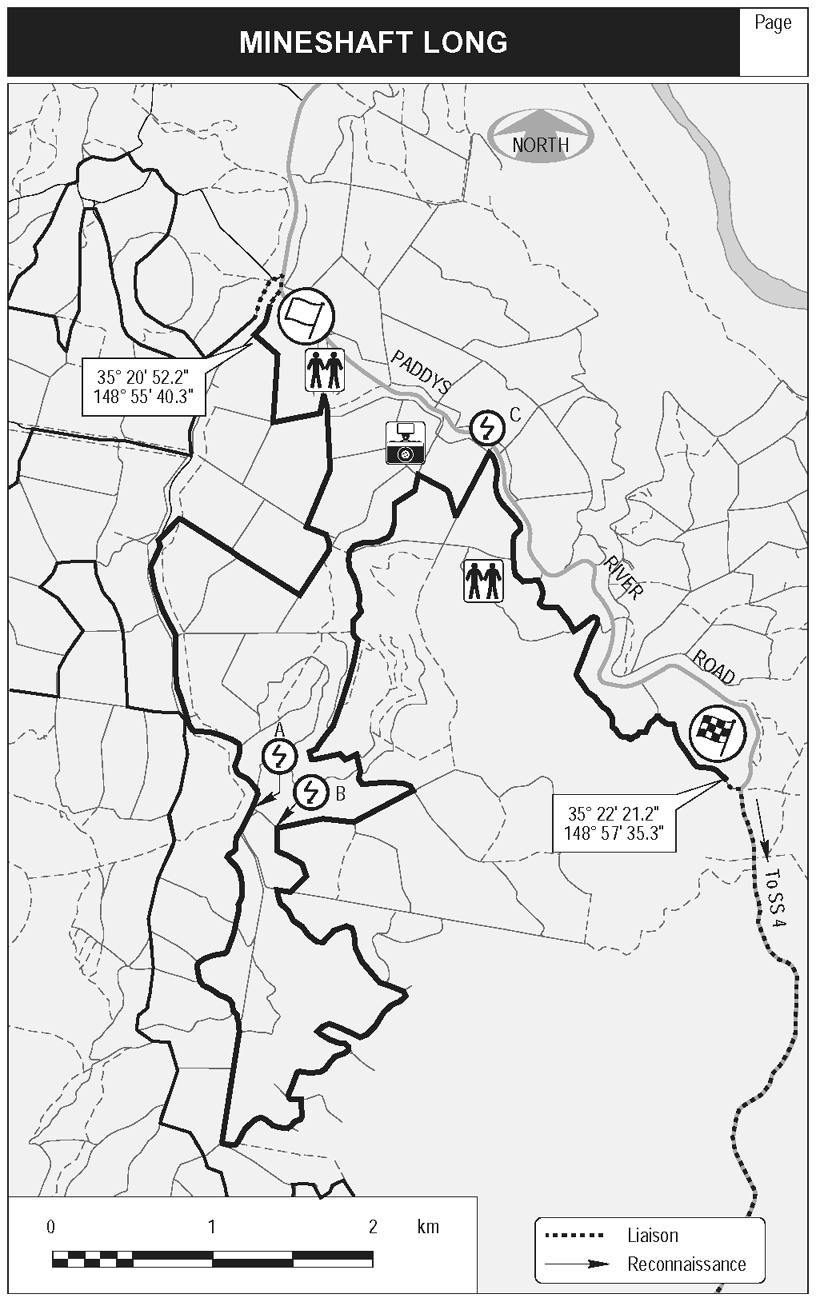 MINESHAFT LONG
Page
NORTH
35° 20' 52.2"
148° 55' 40.3"
PADDYS
C
RIVER
ROAD
A
B
35° 22' 21.2"
148° 57' 35.3"
To SS 4
0 1 2 km
Liaison
Reconnaissance